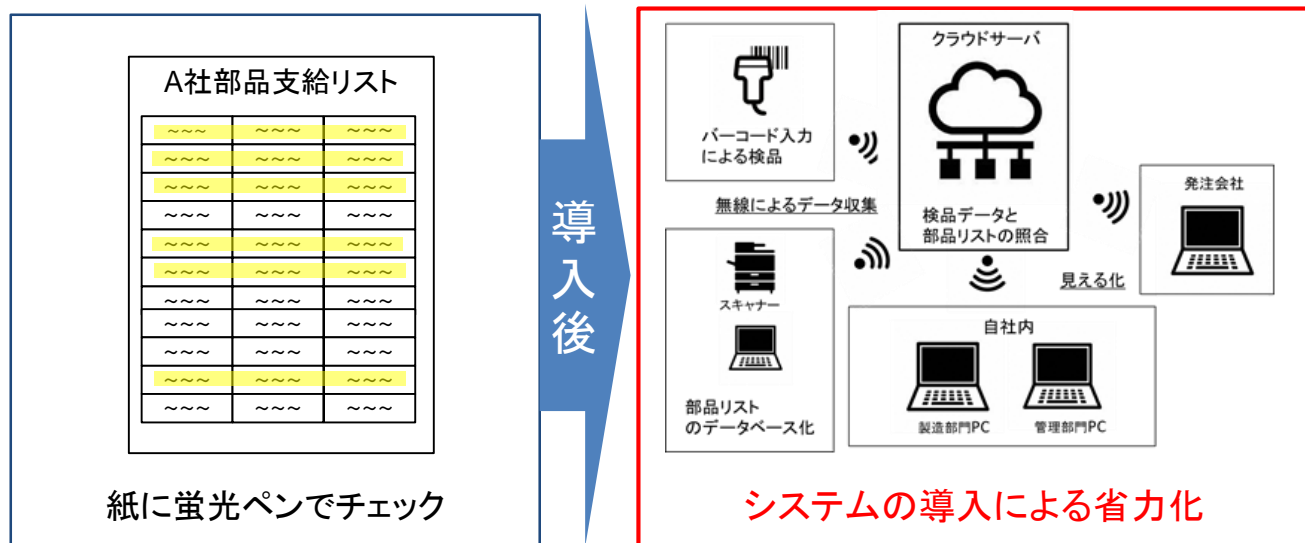 A社部品支給リスト
~~~ ~~~ ~~~
~~~ ~~~ ~~~
~~~ ~~~ ~~~
~~~ ~~~ ~~~
~~~ ~~~ ~~~
~~~ ~~~ ~~~
~~~ ~~~ ~~~
~~~ ~~~ ~~~
~~~ ~~~ ~~~
~~~ ~~~ ~~~
~~~ ~~~ ~~~
紙に蛍光ペンでチェック
導入後
バーコード入力
による検品
無線によるデータ収集
スキャナー
部品リスト
のデータベース化
クラウドサーバ
検品データと
部品リストの照合
発注会社
見える化
自社内
製造部門PC
管理部門PC
システムの導入による省力化